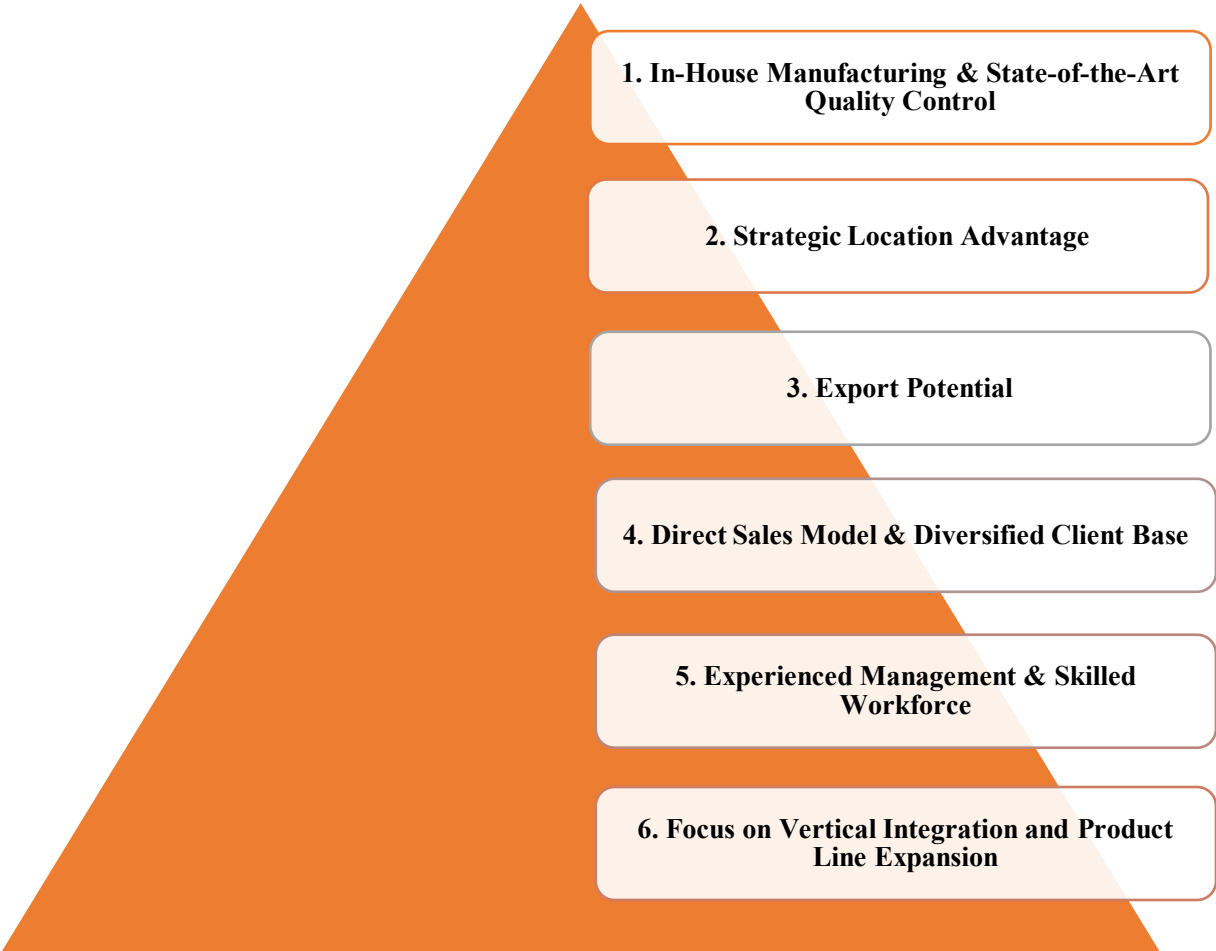 1. In-House Manufacturing & State-of-the-Art
Quality Control
2. Strategic Location Advantage
3. Export Potential
4. Direct Sales Model & Diversified Client Base
5. Experienced Management & Skilled
Workforce
6. Focus on Vertical Integration and Product
Line Expansion